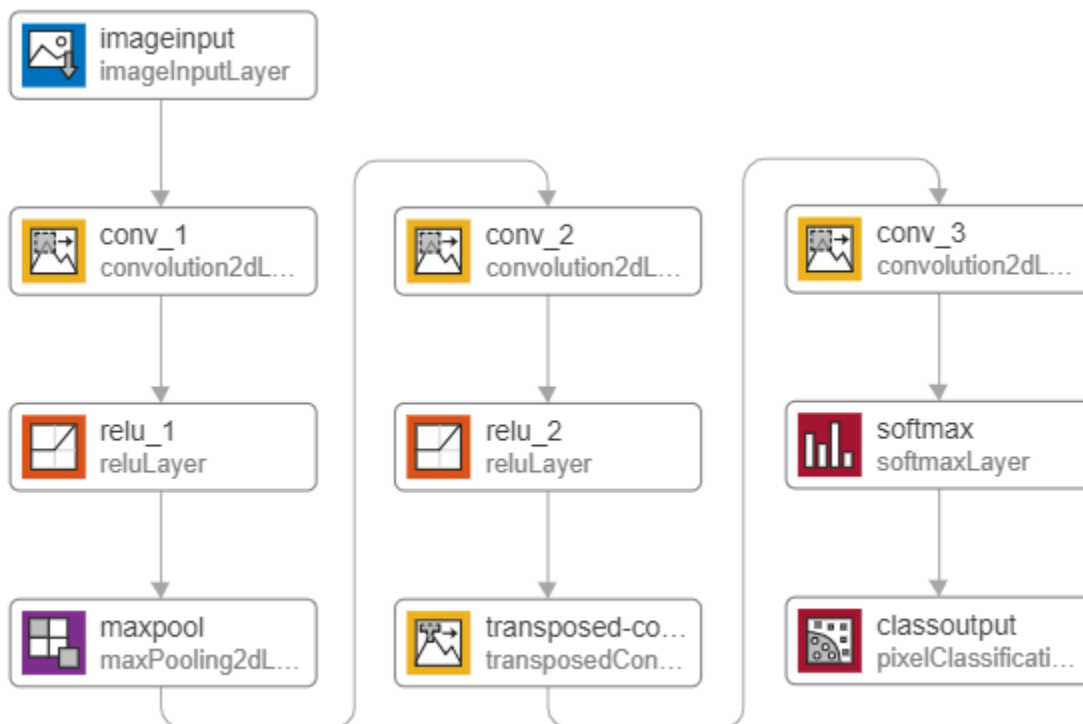 imageinput
imageInputLayer
conv_1
convolution2dL...
relu_1
reluLayer
maxpool
maxPooling2dL...
conv_2
convolution2dL...
relu_2
reluLayer
transposed-co...
transposedCon...
conv_3
convolution2dL...
softmax
softmaxLayer
classoutput
pixelClassificati...